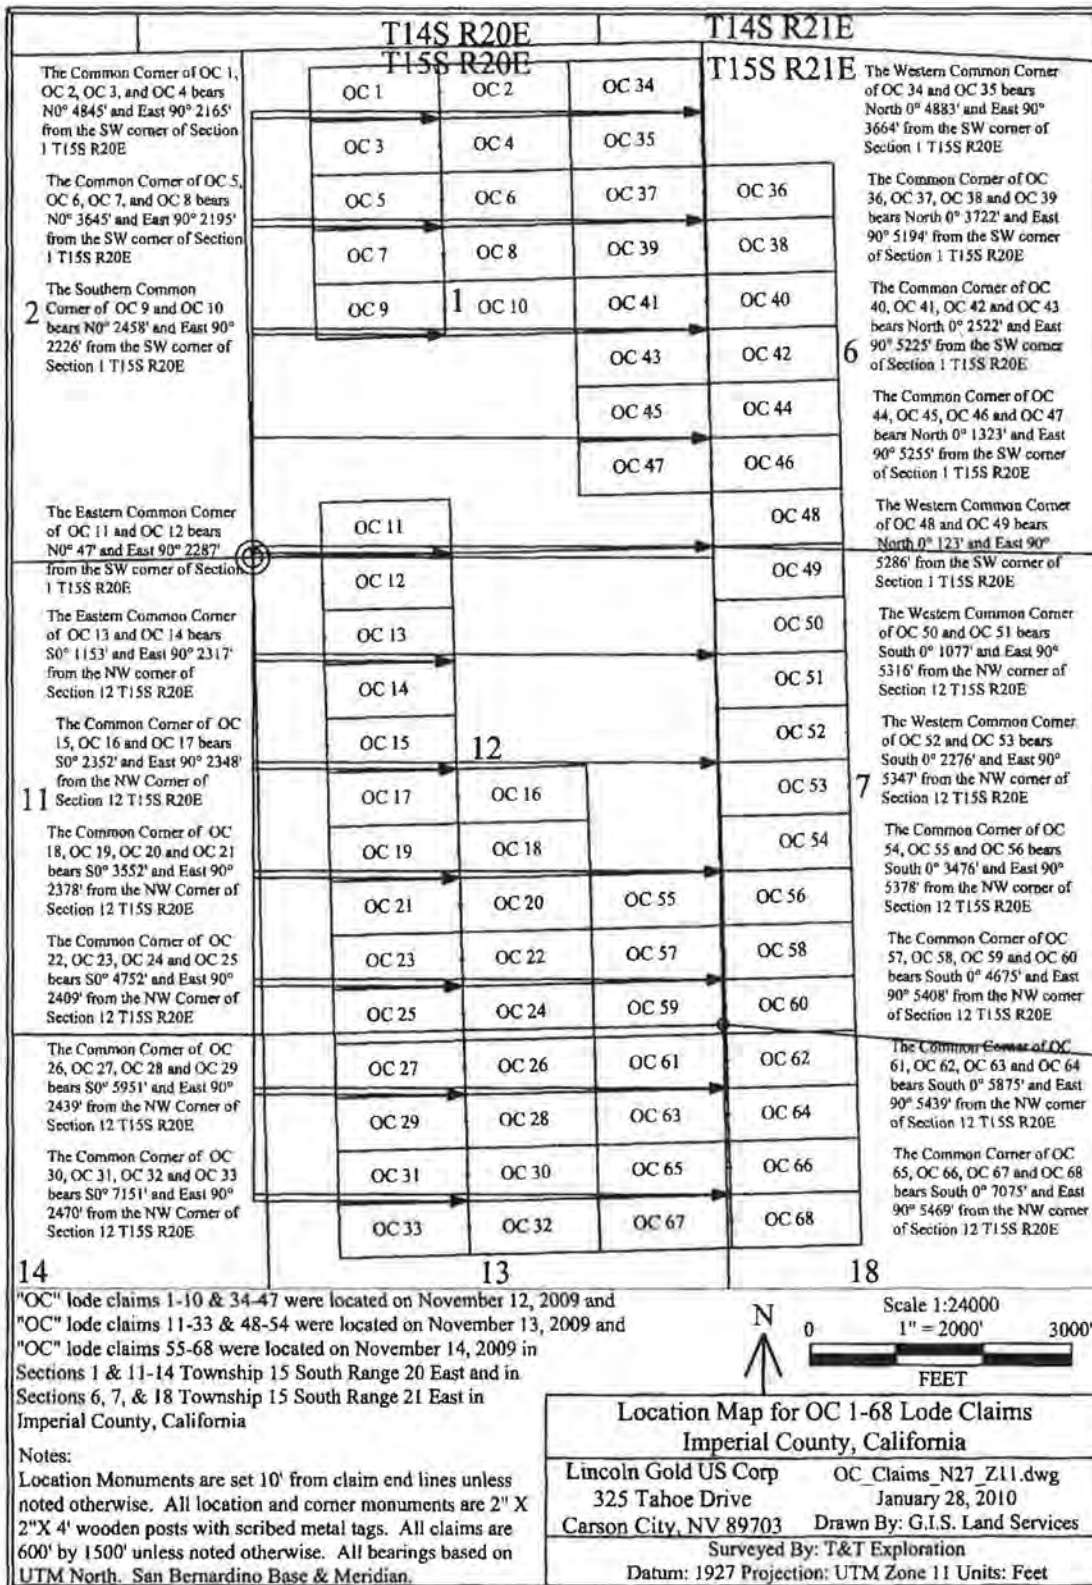 T14S R20E
T14S R21E
T15S R20E
T15S R21E
The Common Corner of OC 1,
OC 2, OC 3, and OC 4 bears
N0° 4845' and East 90° 2165'
from the SW corner of Section
1 T15S R20E
The Common Corner of OC 5,
OC 6, OC 7, and OC 8 bears
N0° 3645' and East 90° 2195'
from the SW corner of Section
1 T15S R20E
The Southern Common
Corner of OC 9 and OC 10
bears N0° 2458' and East 90°
2226' from the SW corner of
Section 1 T15S R20E
2
The Eastern Common Corner
of OC 11 and OC 12 bears
N0° 47' and East 90° 2287'
from the SW corner of Section
1 T15S R20E
The Eastern Common Corner
of OC 13 and OC 14 bears
S0° 1153' and East 90° 2317'
from the NW corner of
Section 12 T15S R20E
The Common Corner of OC
15, OC 16 and OC 17 bears
S0° 2352' and East 90° 2348'
from the NW Corner of
Section 12 T15S R20E
11
The Common Corner of OC
18, OC 19, OC 20 and OC 21
bears S0° 3552' and East 90°
2378' from the NW Corner of
Section 12 T15S R20E
The Common Corner of OC
22, OC 23, OC 24 and OC 25
bears S0° 4752' and East 90°
2409' from the NW Corner of
Section 12 T15S R20E
The Common Corner of OC
26, OC 27, OC 28 and OC 29
bears S0° 5951' and East 90°
2439' from the NW Corner of
Section 12 T15S R20E
The Common Corner of OC
30, OC 31, OC 32 and OC 33
bears S0° 7151' and East 90°
2470' from the NW Corner of
Section 12 T15S R20E
14
OC 1 OC 2 OC 34
OC 3 OC 4 OC 35
OC 5 OC 6 OC 37 OC 36
OC 7 OC 8 OC 39 OC 38
OC 9 1 OC 10 OC 41 OC 40
OC 43 OC 42
OC 45 OC 44
OC 47 OC 46
OC 11 OC 48
OC 12 OC 49
OC 13 OC 50
OC 14 OC 51
OC 15 12 OC 52
OC 17 OC 16 OC 53
OC 19 OC 18 OC 54
OC 21 OC 20 OC 55 OC 56
OC 23 OC 22 OC 57 OC 58
OC 25 OC 24 OC 59 OC 60
OC 27 OC 26 OC 61 OC 62
OC 29 OC 28 OC 63 OC 64
OC 31 OC 30 OC 65 OC 66
OC 33 OC 32 OC 67 OC 68
13
The Western Common Corner
of OC 34 and OC 35 bears
North 0° 4883' and East 90°
3664' from the SW corner of
Section 1 T15S R20E
The Common Corner of OC
36, OC 37, OC 38 and OC 39
bears North 0° 3722' and East
90° 5194' from the SW corner
of Section 1 T15S R20E
The Common Corner of OC
40, OC 41, OC 42 and OC 43
bears North 0° 2522' and East
90° 5225' from the SW corner
of Section 1 T15S R20E
6
The Common Corner of OC
44, OC 45, OC 46 and OC 47
bears North 0° 1323' and East
90° 5255' from the SW corner
of Section 1 T15S R20E
The Western Common Corner
of OC 48 and OC 49 bears
North 0° 123' and East 90°
5286' from the SW corner of
Section 1 T15S R20E
The Western Common Corner
of OC 50 and OC 51 bears
South 0° 1077' and East 90°
5316' from the NW corner of
Section 12 T15S R20E
The Western Common Corner
of OC 52 and OC 53 bears
South 0° 2276' and East 90°
5347' from the NW corner of
Section 12 T15S R20E
7
The Common Corner of OC
54, OC 55 and OC 56 bears
South 0° 3476' and East 90°
5378' from the NW corner of
Section 12 T15S R20E
The Common Corner of OC
57, OC 58, OC 59 and OC 60
bears South 0° 4675' and East
90° 5408' from the NW corner
of Section 12 T15S R20E
The Common Corner of OC
61, OC 62, OC 63 and OC 64
bears South 0° 5875' and East
90° 5439' from the NW corner
of Section 12 T15S R20E
The Common Corner of OC
65, OC 66, OC 67 and OC 68
bears South 0° 7075' and East
90° 5469' from the NW corner
of Section 12 T15S R20E
18
"OC" lode claims 1-10 & 34-47 were located on November 12, 2009 and
"OC" lode claims 11-33 & 48-54 were located on November 13, 2009 and
"OC" lode claims 55-68 were located on November 14, 2009 in
Sections 1 & 11-14 Township 15 South Range 20 East and in
Sections 6, 7, & 18 Township 15 South Range 21 East in
Imperial County, California
Notes:
Location Monuments are set 10' from claim end lines unless
noted otherwise. All location and corner monuments are 2" X
2"X 4' wooden posts with scribed metal tags. All claims are
600' by 1500' unless noted otherwise. All bearings based on
UTM North. San Bernardino Base & Meridian.
N
Scale 1:24000
0 1" = 2000' 3000'
FEET
Location Map for OC 1-68 Lode Claims
Imperial County, California
Lincoln Gold US Corp
325 Tahoe Drive
Carson City, NV 89703
OC_Claims_N27_Z11.dwg
January 28, 2010
Drawn By: G.I.S. Land Services
Surveyed By: T&T Exploration
Datum: 1927 Projection: UTM Zone 11 Units: Feet